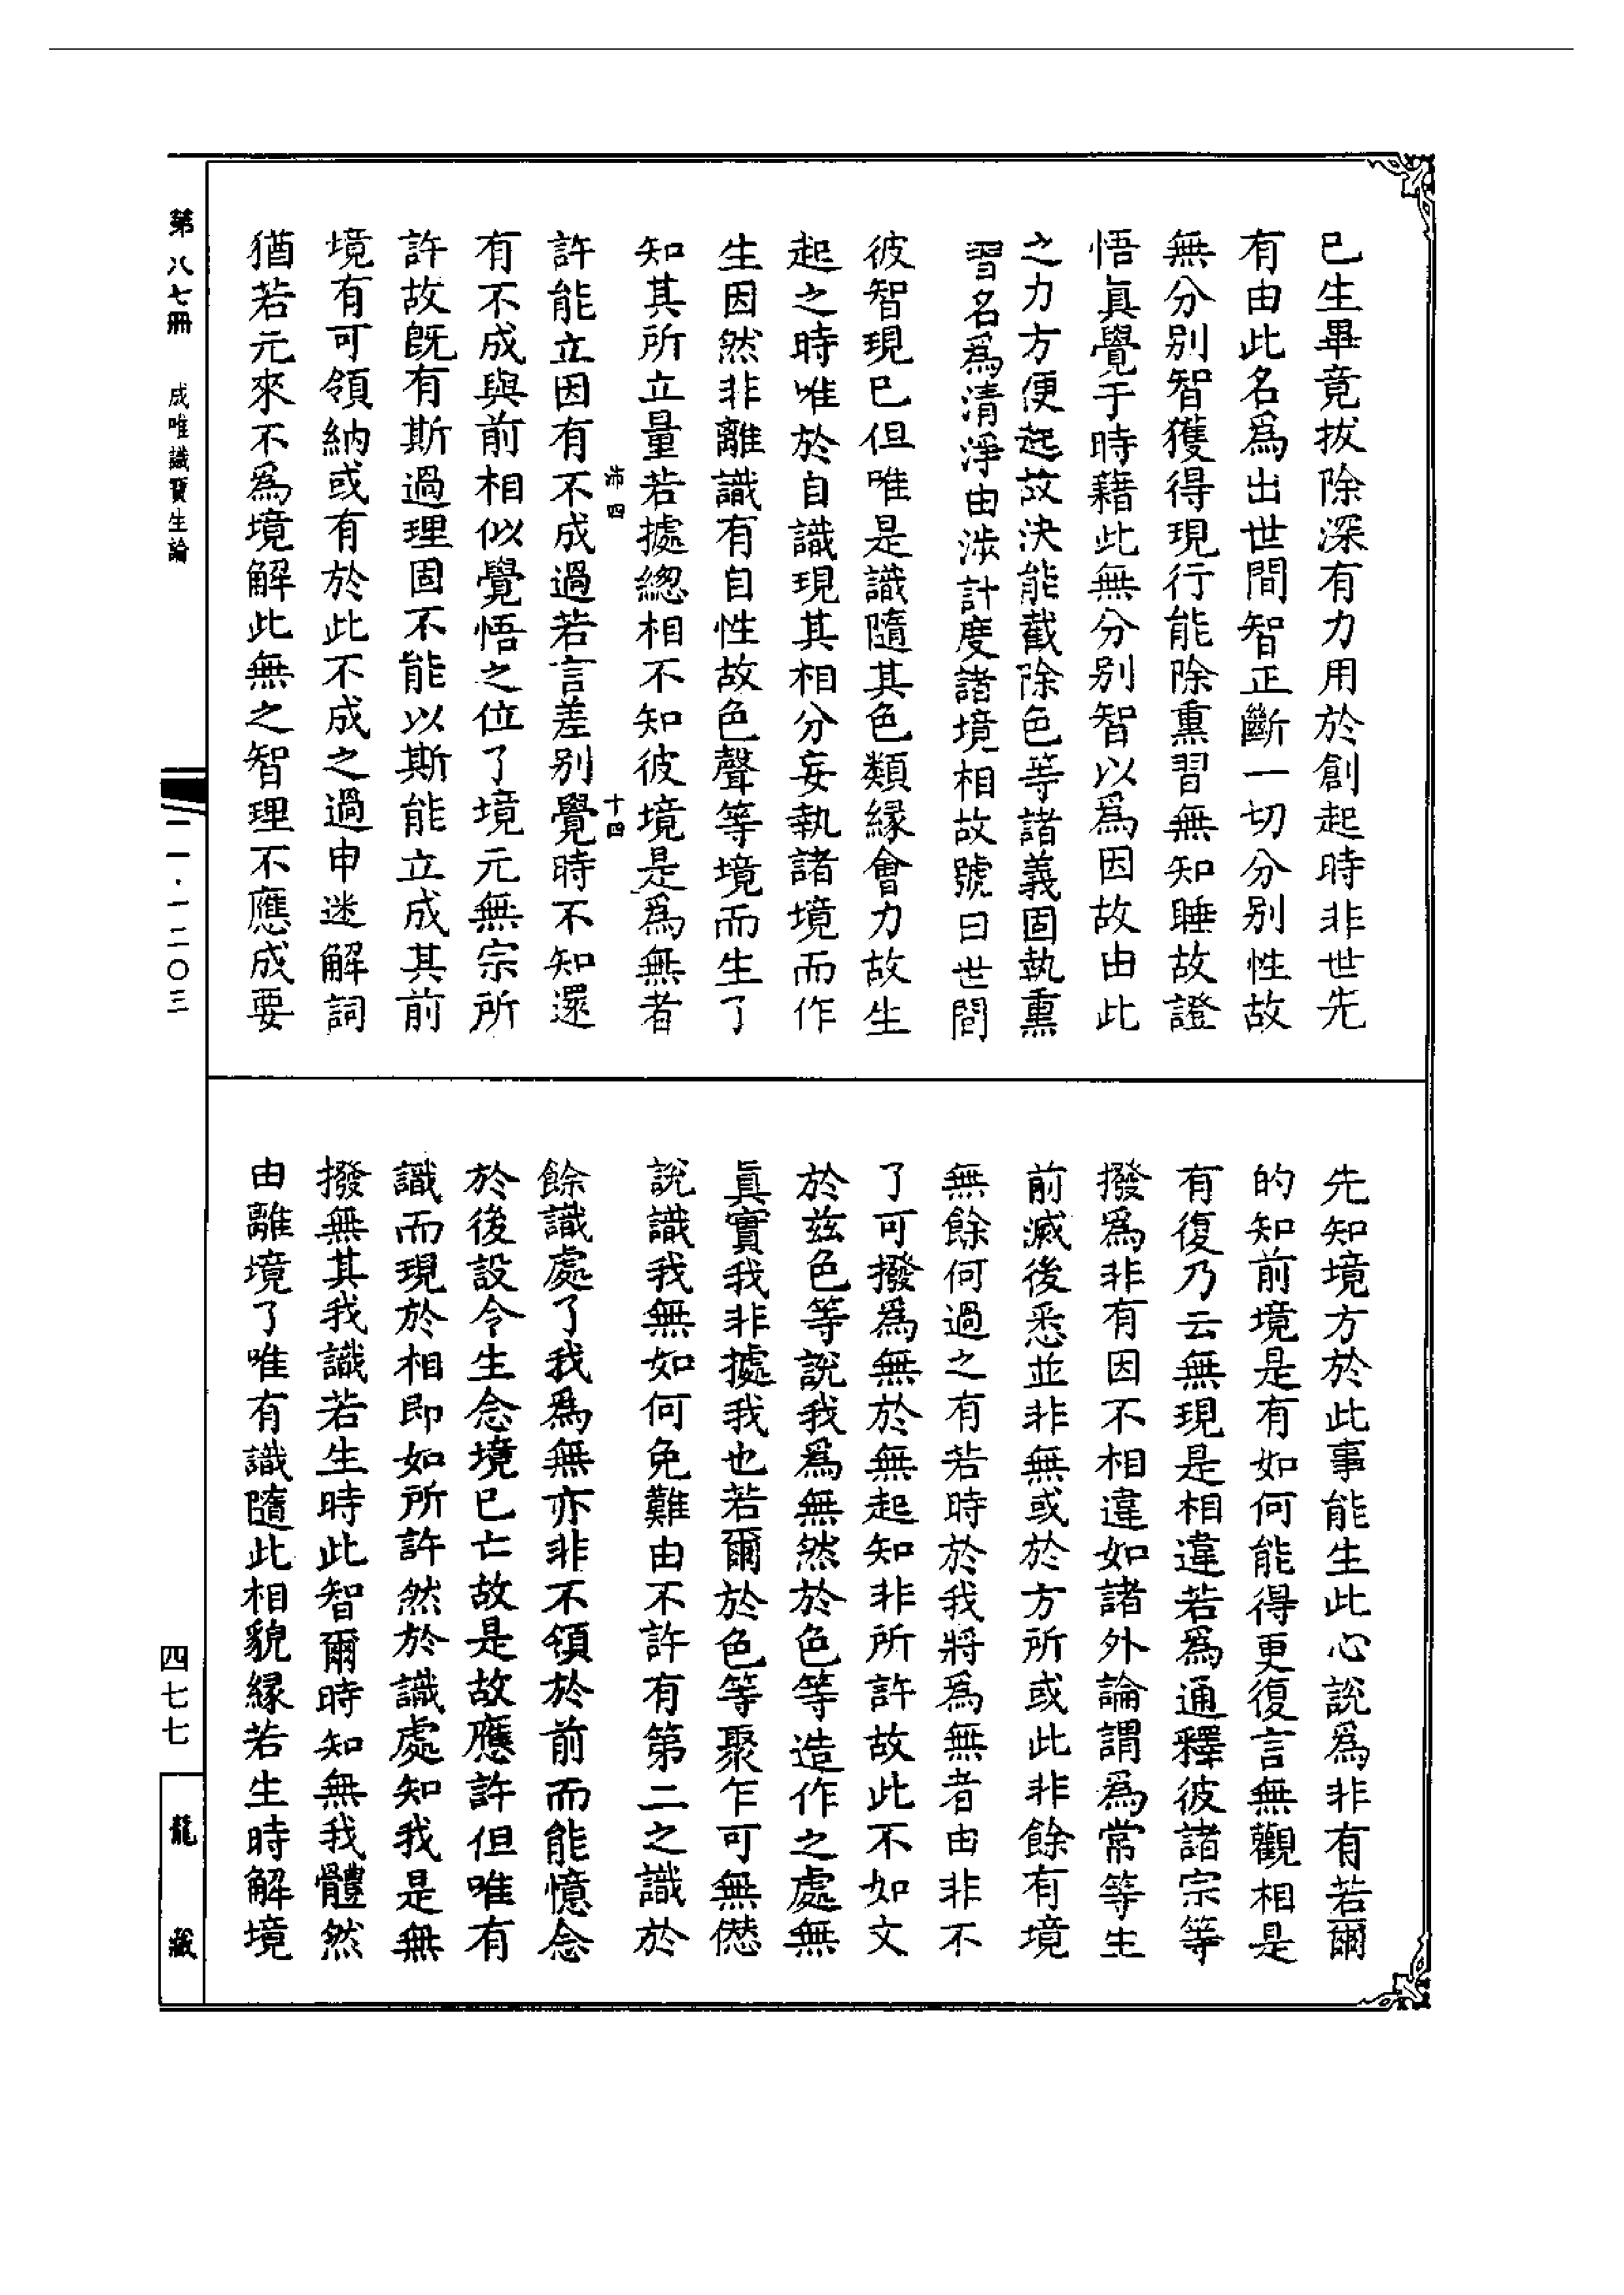 已生畢竟拔除深有力用於創起時非世先
有由此名爲出世間智正斷一切分别性故
無分别智獲得現行能除熏習無知睡故證
悟眞覺于時藉此無分别智以爲因故由此
之力方便起故決能截除色等諸義固執熏
習名爲清淨由涉計度諸境相故號曰世間
彼智現已但唯是識隨其色類縁會力故生
起之時唯於自識現其相分妄執諸境而作
生因然非離識有自性故色聲等境而生了
知其所立量若據緫相不知彼境是爲無者
沛四
十四
許能立因有不成過若言差别覺時不知還
有不成與前相似覺悟之位了境元無宗所
許故旣有斯過理固不能以斯能立成其前
境有可領納或有於此不成之過申迷解詞
猶若元來不爲境解此無之智理不應成要
先知境方於此事能生此心說爲非有若爾
的知前境是有如何能得更復言無觀相是
有復乃云無現是相違若爲通釋彼諸宗等
撥爲非有因不相違如諸外論謂爲常等生
前滅後悉並非無或於方所或此非餘有境
無餘何過之有若時於我將爲無者由非不
了可撥爲無於無起知非所許故此不如文
於兹色等說我爲無然於色等造作之處無
眞實我非據我也若爾於色等聚乍可無僁
說識我無如何免難由不許有第二之識於
餘識處了我爲無亦非不領於前而能憶念
於後設令生念境已亡故是故應許但唯有
識而現於相即如所許然於識處知我是無
撥無其我識若生時此智爾時知無我體然
由離境了唯有識隨此相貌縁若生時解境
第八七冊 成唯識寶生論
一一·一二〇三
四七七
龍藏